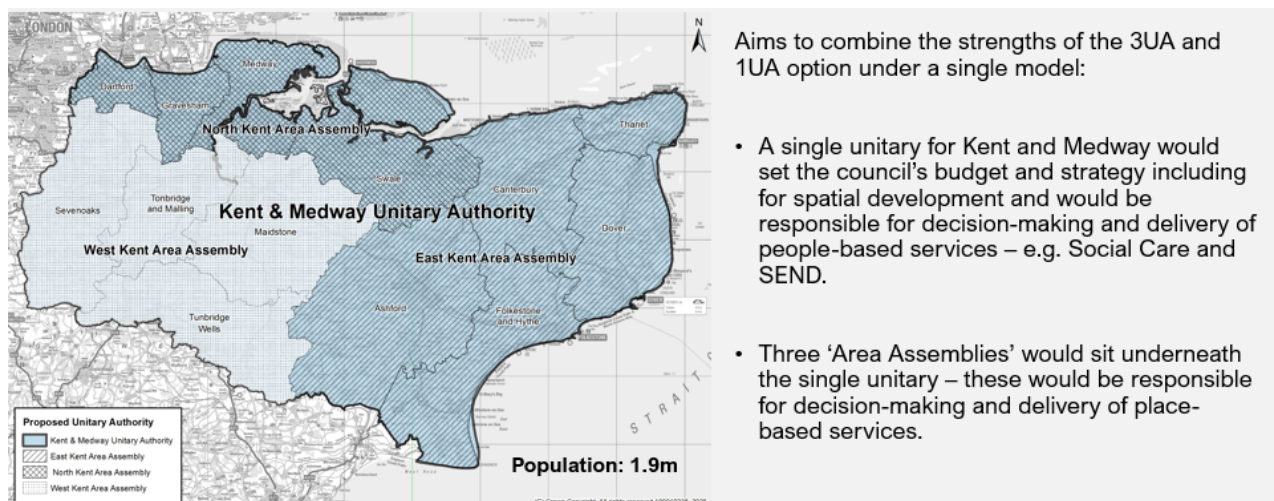 LONDON
N
Medway
Dartford
Gravesham
North Kent Area Assembly
Thanet
Swale
Canterbury
Sevenoaks
Tonbridge
and Malling
Kent & Medway Unitary Authority
Maidstone
Dover
West Kent Area Assembly
East Kent Area Assembly
Ashford
Folkestone
and Hythe
Tunbridge
Wells
STRAIT
Proposed Unitary Authority
Kent & Medway Unitary Authority
East Kent Area Assembly
North Kent Area Assembly
West Kent Area Assembly
Population: 1.9m
Aims to combine the strengths of the 3UA and
1UA option under a single model:
• A single unitary for Kent and Medway would
set the council's budget and strategy including
for spatial development and would be
responsible for decision-making and delivery of
people-based services – e.g. Social Care and
SEND.
• Three ‘Area Assemblies’ would sit underneath
the single unitary – these would be responsible
for decision-making and delivery of place-
based services.